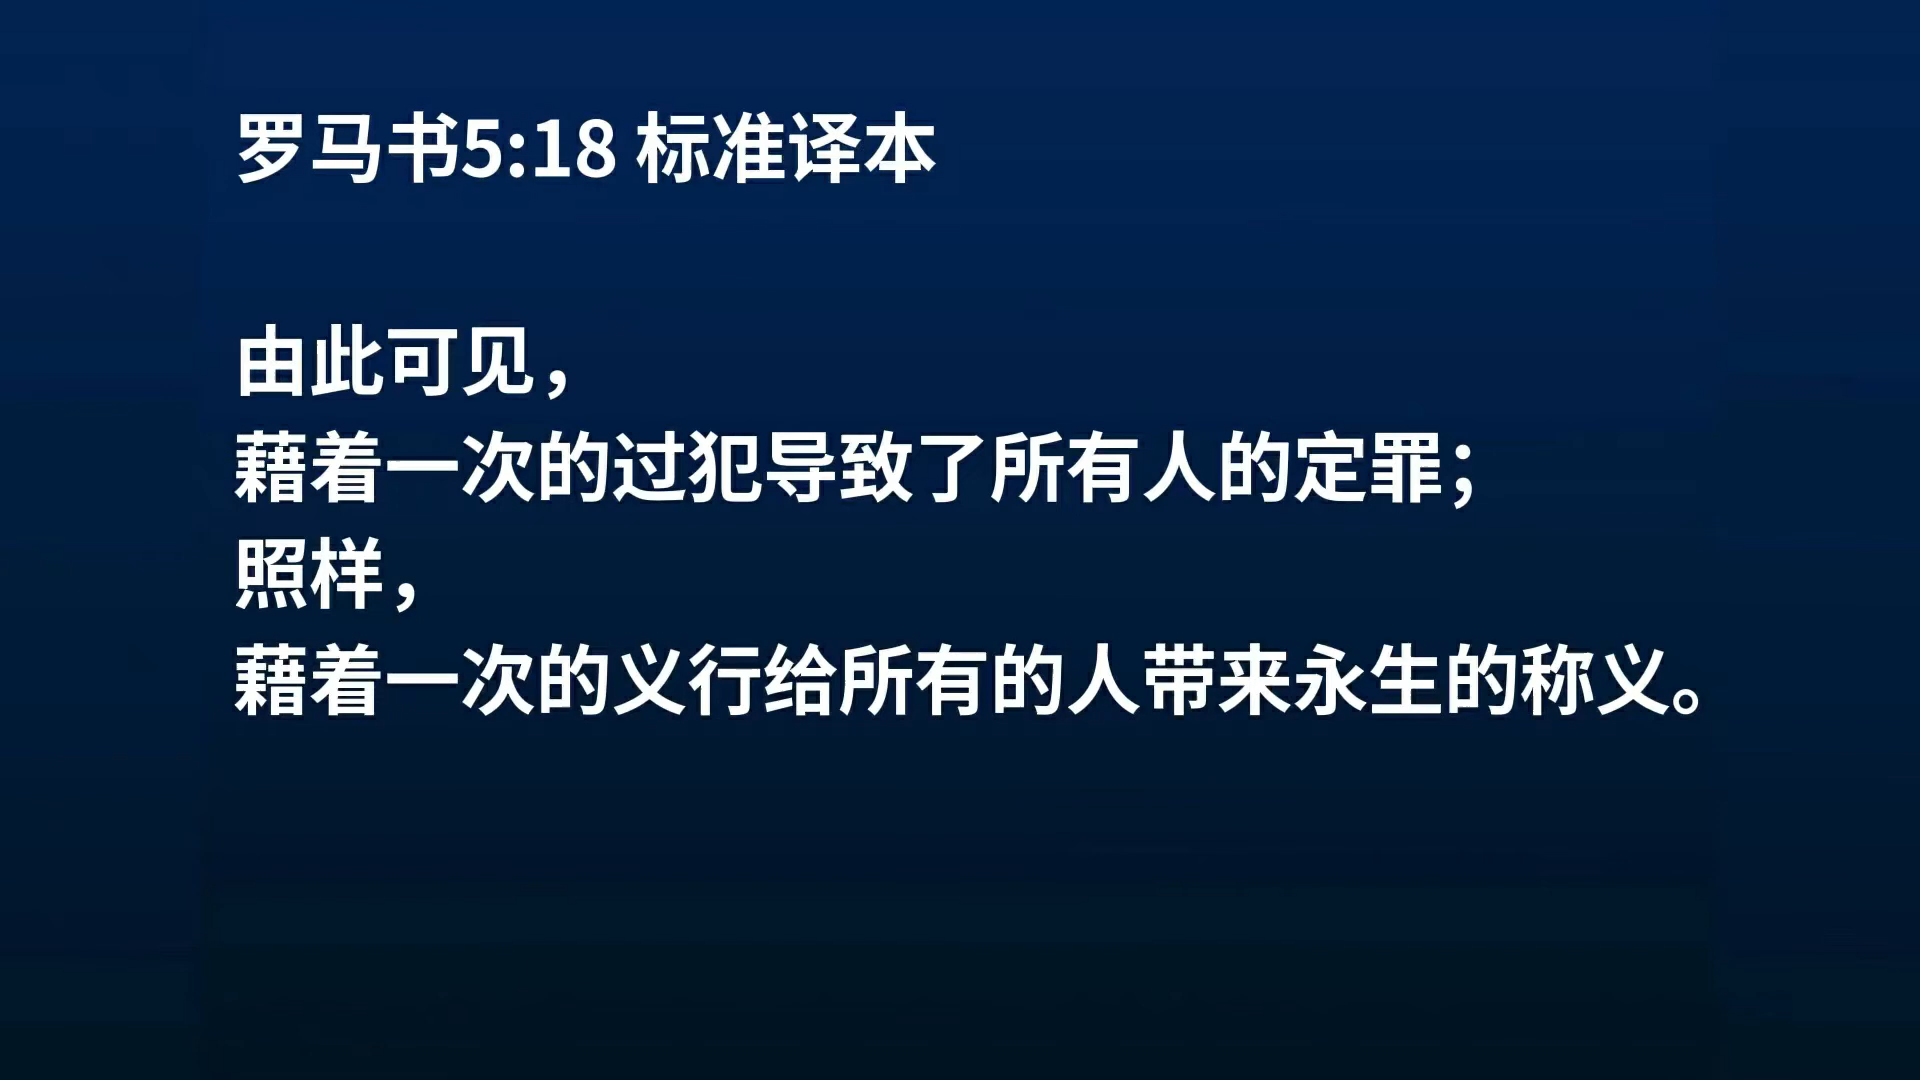 罗马书5:18 标准译本
由此可见，
藉着一次的过犯导致了所有人的定罪；
照样，
藉着一次的义行给所有的人带来永生的称义。